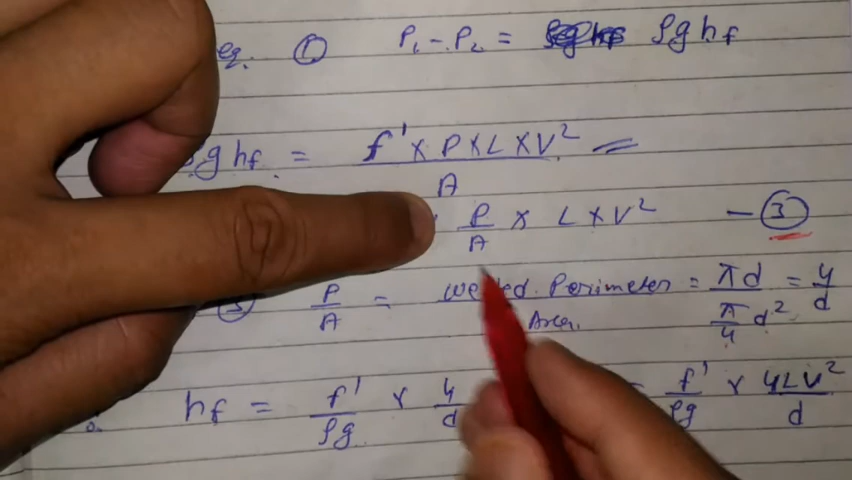 eq. ① P₁ - P₂ = ρg hf
ρg hf = f' × P × L × V² / A
P/A × L × V² — ③
③ P/A = Wetted Perimeter / Area = πd / (π/4 d²) = 4/d
hf = f'/ρg × 4/d = f'/ρg × 4LV²/d